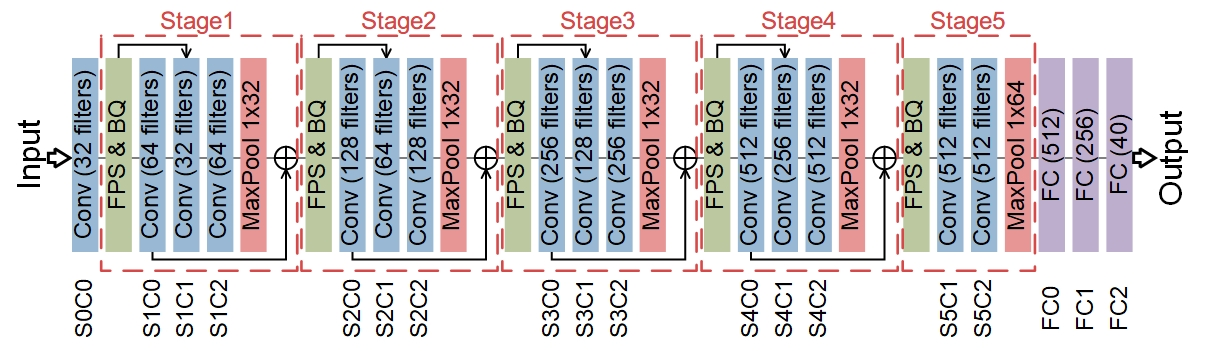 Stage1
Stage2
Stage3
Stage4
Stage5
Input
Conv (32 filters)
FPS & BQ
Conv (64 filters)
Conv (32 filters)
Conv (64 filters)
MaxPool 1x32
FPS & BQ
Conv (128 filters)
Conv (64 filters)
Conv (128 filters)
MaxPool 1x32
FPS & BQ
Conv (256 filters)
Conv (128 filters)
Conv (256 filters)
MaxPool 1x32
FPS & BQ
Conv (512 filters)
Conv (256 filters)
Conv (512 filters)
MaxPool 1x32
FPS & BQ
Conv (512 filters)
Conv (512 filters)
MaxPool 1x64
FC (512)
FC (256)
FC (40)
Output
S0C0
S1C0
S1C1
S1C2
S2C0
S2C1
S2C2
S3C0
S3C1
S3C2
S4C0
S4C1
S4C2
S5C1
S5C2
FC0
FC1
FC2